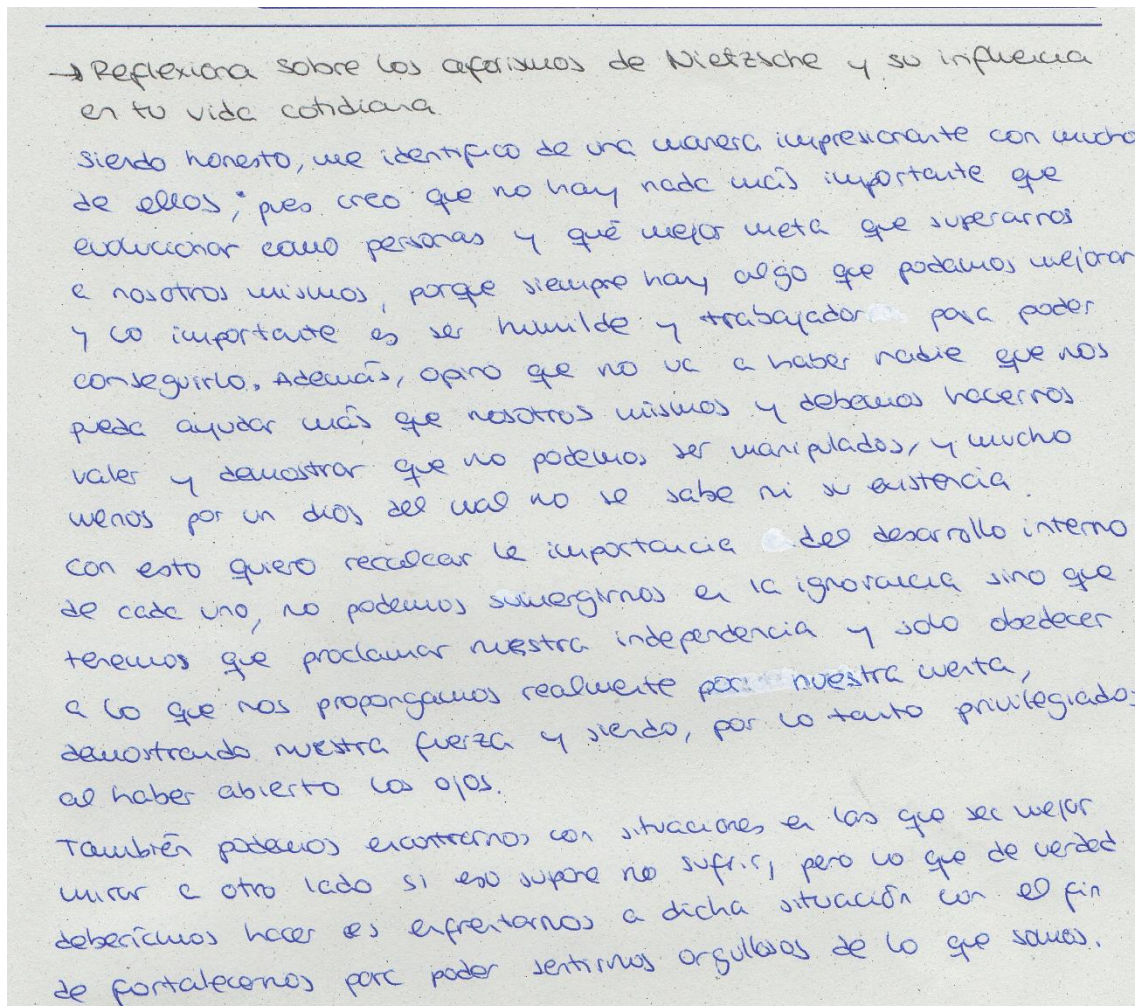 → Reflexiona sobre los aforismos de Nietzsche y su influencia
en tu vida cotidiana.
Siendo honesto, me identifico de una manera impresionante con mucho
de ellos, pues creo que no hay nada más importante que
evolucionar como personas y qué mejor meta que superarnos
a nosotros mismos, porque siempre hay algo que podamos mejorar
y lo importante es ser humilde y trabajador para poder
conseguirlo. Además, opino que no va a haber nadie que nos
pueda ayudar más que nosotros mismos y debemos hacernos
valer y demostrar que no podemos ser manipulados, y mucho
menos por un dios del cual no se sabe ni su existencia.
Con esto quiero recalcar la importancia del desarrollo interno
de cada uno, no podemos sumergirnos en la ignorancia sino que
tenemos que proclamar nuestra independencia y solo obedecer
a lo que nos propongamos realmente por nuestra cuenta,
demostrando nuestra fuerza y siendo, por lo tanto privilegiados
al haber abierto los ojos.
También podemos encontrarnos con situaciones en las que sea mejor
mirar a otro lado si eso supone no sufrir, pero lo que de verdad
deberíamos hacer es enfrentarnos a dicha situación con el fin
de fortalecernos para poder sentirnos orgullosos de lo que somos.